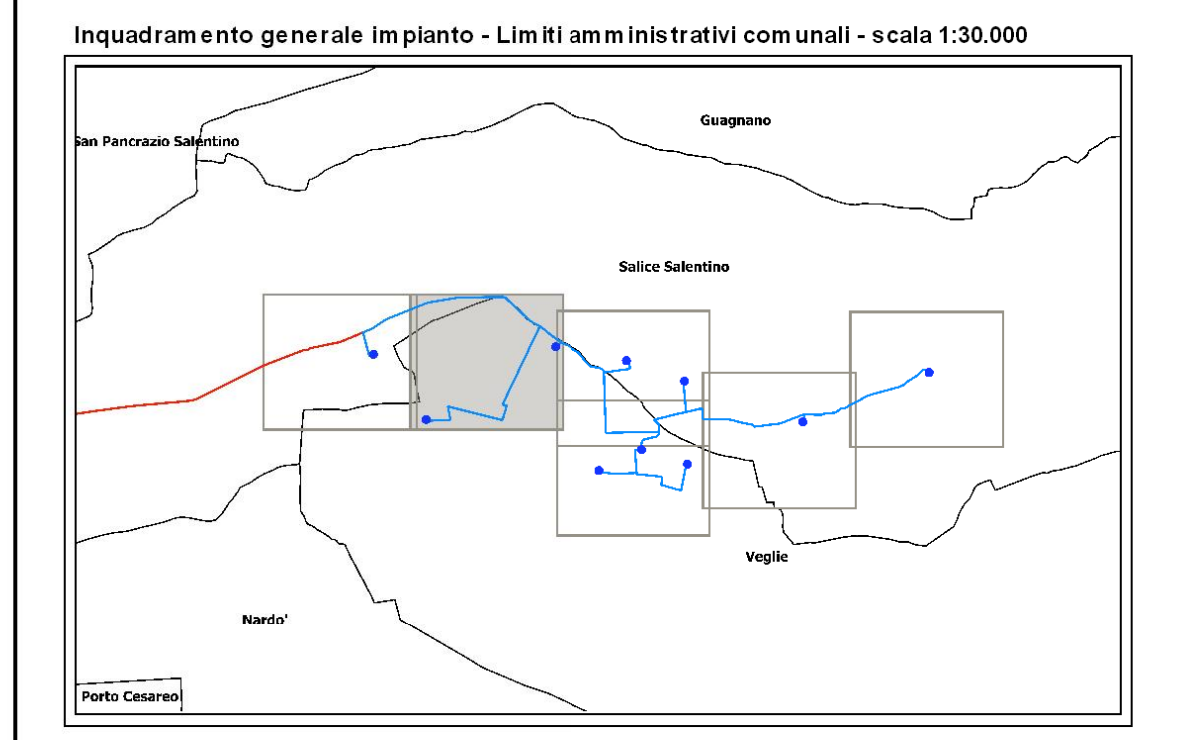 Inquadramento generale impianto - Limiti amministrativi comunali - scala 1:30.000
Guagnano
San Pancrazio Salentino
Salice Salentino
Veglie
Nardo'
Porto Cesareo